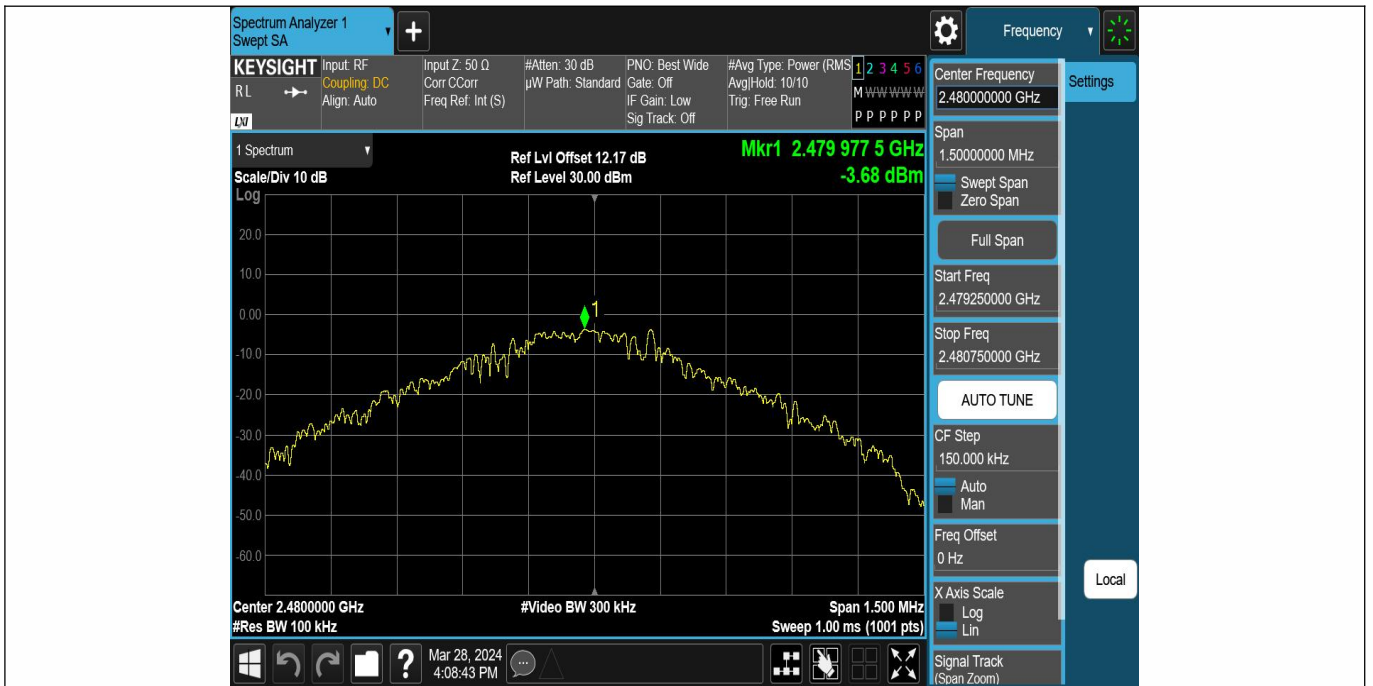 Spectrum Analyzer 1
Swept SA
+
Frequency
KEYSIGHT
RL
LXI
Input: RF
Coupling: DC
Align: Auto
Input Z: 50 Ω
Corr CCorr
Freq Ref: Int (S)
#Atten: 30 dB
µW Path: Standard
PNO: Best Wide
Gate: Off
IF Gain: Low
Sig Track: Off
#Avg Type: Power (RMS
Avg|Hold: 10/10
Trig: Free Run
1 2 3 4 5 6
M W W W W W
P P P P P P
1 Spectrum
Scale/Div 10 dB
Log
Ref Lvl Offset 12.17 dB
Ref Level 30.00 dBm
Mkr1 2.479 977 5 GHz
-3.68 dBm
20.0
10.0
0.00
-10.0
-20.0
-30.0
-40.0
-50.0
-60.0
1
Center 2.4800000 GHz
#Res BW 100 kHz
#Video BW 300 kHz
Span 1.500 MHz
Sweep 1.00 ms (1001 pts)
Center Frequency
2.480000000 GHz
Settings
Span
1.50000000 MHz
Swept Span
Zero Span
Full Span
Start Freq
2.479250000 GHz
Stop Freq
2.480750000 GHz
AUTO TUNE
CF Step
150.000 kHz
Auto
Man
Freq Offset
0 Hz
Local
X Axis Scale
Log
Lin
Signal Track
(Span Zoom)
?
Mar 28, 2024
4:08:43 PM